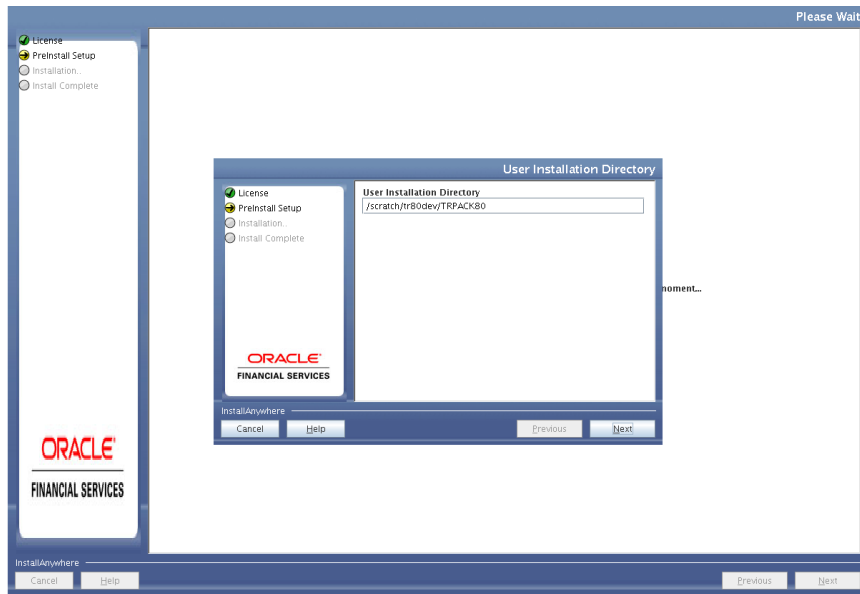 Please Wait
License
PreInstall Setup
Installation..
Install Complete
User Installation Directory
License
PreInstall Setup
Installation..
Install Complete
User Installation Directory
/scratch/tr80dev/TRPACK80
moment...
ORACLE
FINANCIAL SERVICES
InstallAnywhere
Cancel Help Previous Next
ORACLE
FINANCIAL SERVICES
InstallAnywhere
Cancel Help Previous Next